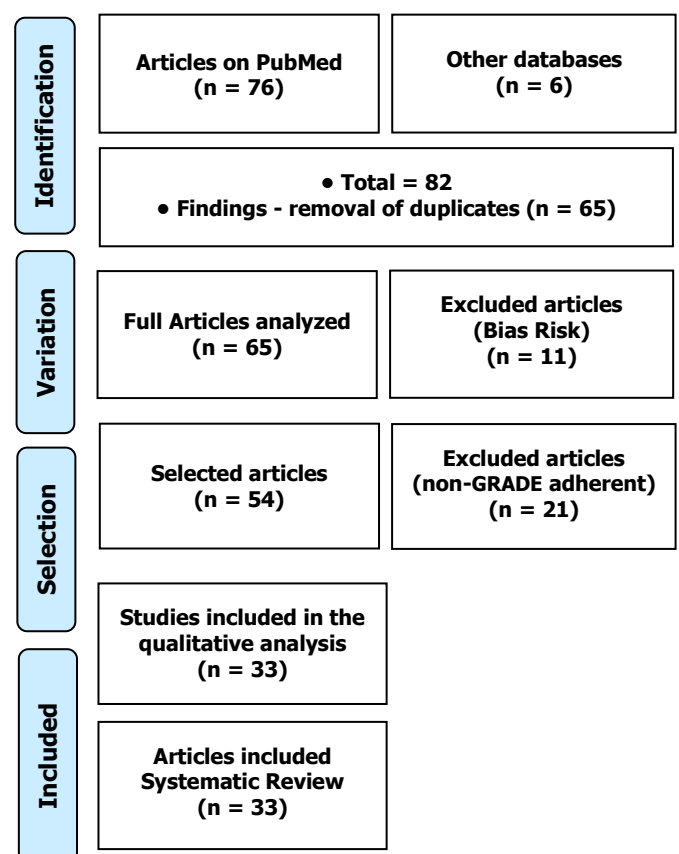 Identification
Articles on PubMed
(n = 76)
Other databases
(n = 6)
• Total = 82
• Findings - removal of duplicates (n = 65)
Variation
Full Articles analyzed
(n = 65)
Excluded articles
(Bias Risk)
(n = 11)
Selection
Selected articles
(n = 54)
Excluded articles
(non-GRADE adherent)
(n = 21)
Included
Studies included in the
qualitative analysis
(n = 33)
Articles included
Systematic Review
(n = 33)